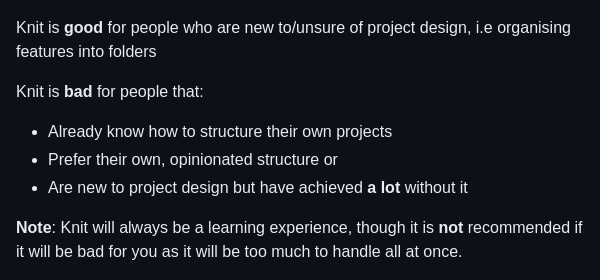 Knit is good for people who are new to/unsure of project design, i.e organising
features into folders
Knit is bad for people that:
• Already know how to structure their own projects
• Prefer their own, opinionated structure or
• Are new to project design but have achieved a lot without it
Note: Knit will always be a learning experience, though it is not recommended if
it will be bad for you as it will be too much to handle all at once.